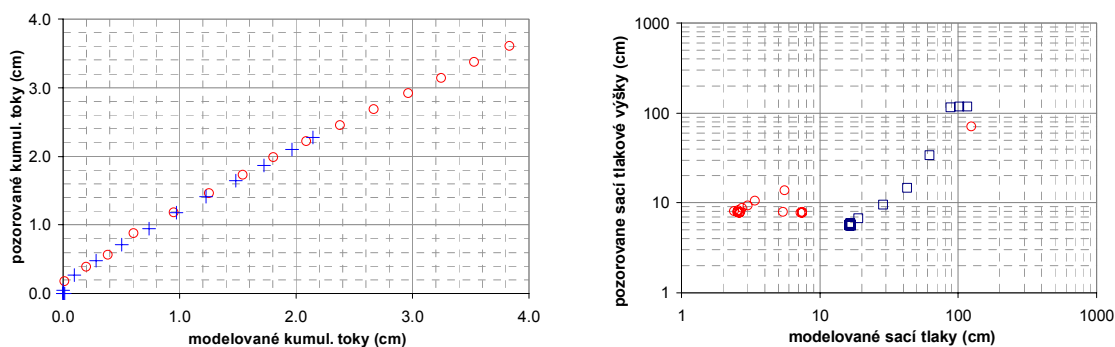 4.0
3.0
2.0
1.0
0.0
0.0 1.0 2.0 3.0 4.0
pozorované kumul. toky (cm)
modelované kumul. toky (cm)
1000
100
10
1
1 10 100 1000
pozorovane sací tlakové výšky (cm)
modelované sací tlaky (cm)